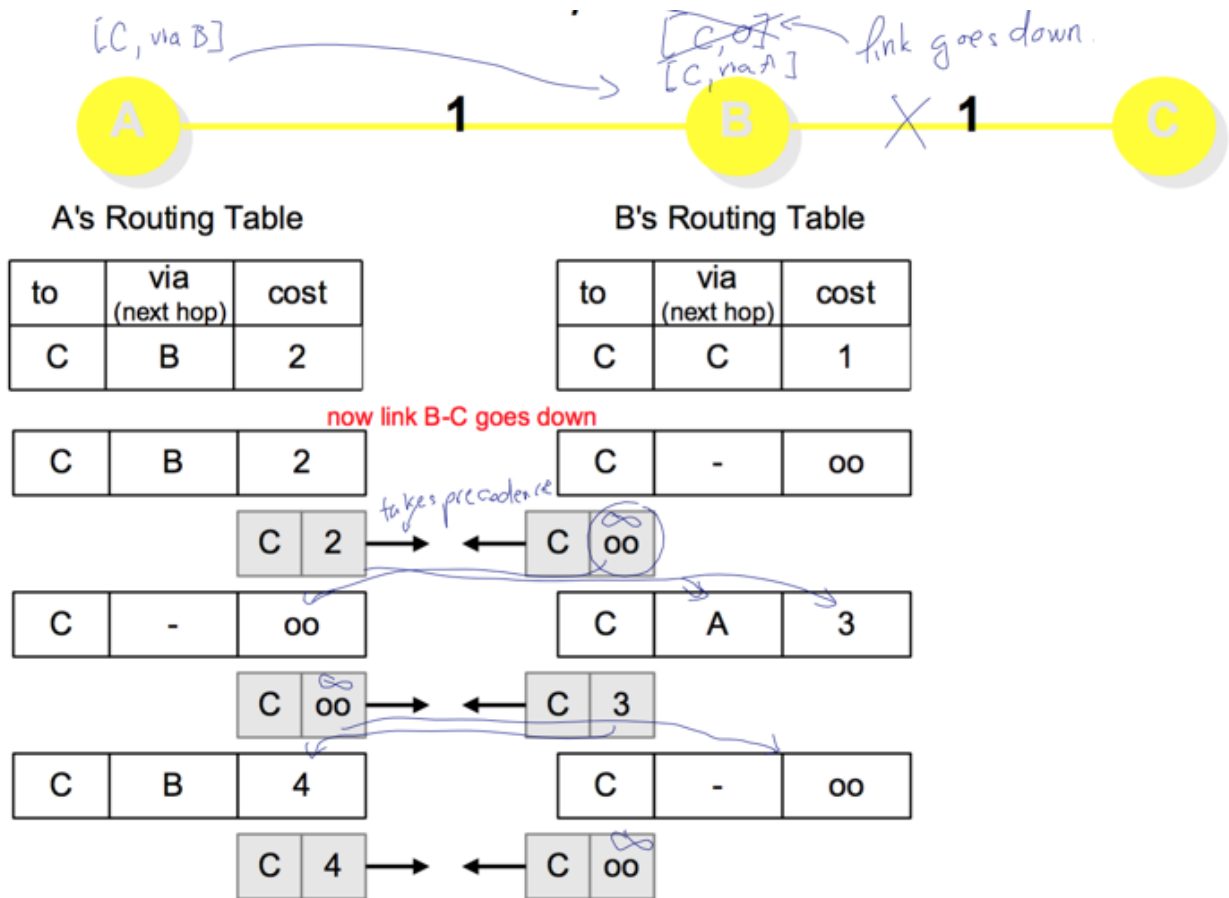 [C, via B]
[C, 0]
link goes down.
[C, via A]
A
1
B
1
C
A's Routing Table
B's Routing Table
to via (next hop) cost
to via (next hop) cost
C B 2
C C 1
now link B-C goes down
C B 2
C - oo
takes precedence
C 2
C oo
∞
C - oo
C A 3
C oo
∞
C 3
C B 4
C - oo
C 4
C oo
∞